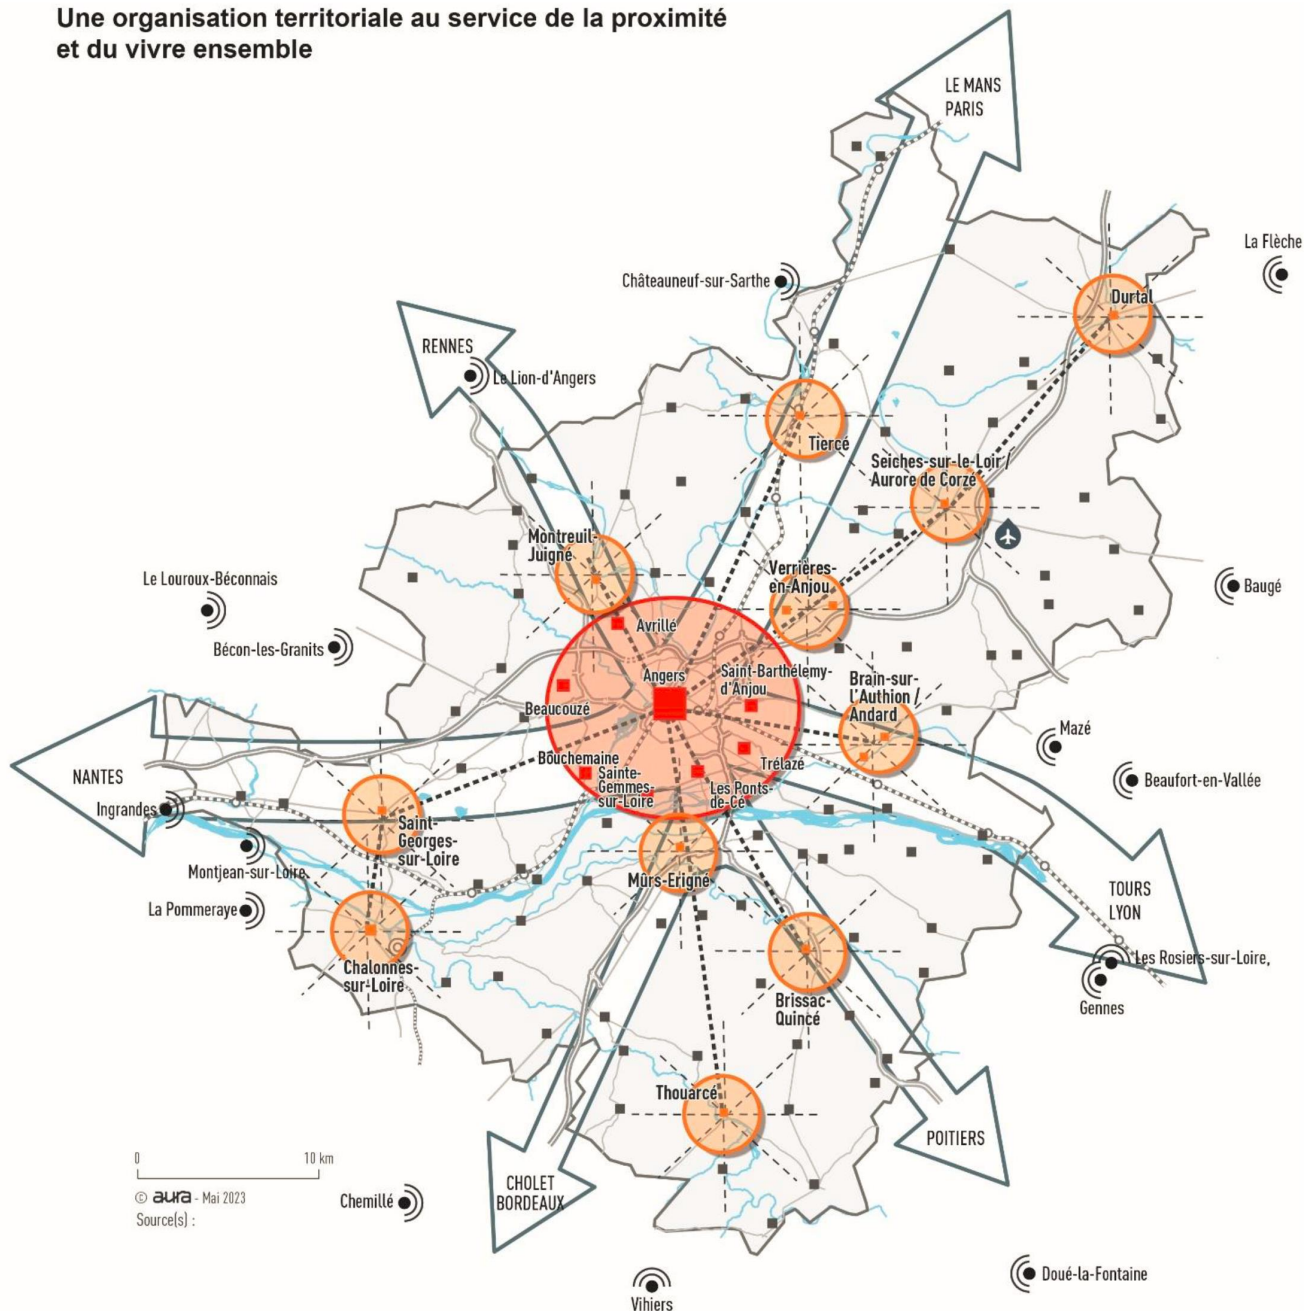 Une organisation territoriale au service de la proximité
et du vivre ensemble
LE MANS
PARIS
La Flèche
Châteauneuf-sur-Sarthe
Durtal
RENNES
Le Lion-d'Angers
Tiercé
Seiches-sur-le-Loir /
Aurore de Corzé
Montreuil-
Juigné
Verrières-
en-Anjou
Le Louroux-Béconnais
Baugé
Avrillé
Bécon-les-Granits
Angers
Saint-Barthélemy-
d'Anjou
Brain-sur-
l'Authion /
Andard
Beaucouzé
Mazé
Bouchemaine
Trélazé
NANTES
Sainte-
Gemmes-
sur-Loire
Les Ponts-
de-Cé
Beaufort-en-Vallée
Ingrandes
Saint-
Georges-
sur-Loire
Montjean-sur-Loire
Mûrs-Erigné
TOURS
LYON
La Pommeraye
Les Rosiers-sur-Loire,
Chalonnes-
sur-Loire
Gennes
Brissac-
Quincé
Thouarcé
POITIERS
0 10 km
CHOLET
BORDEAUX
© aura - Mai 2023
Source(s) :
Chemillé
Doué-la-Fontaine
Vihiers